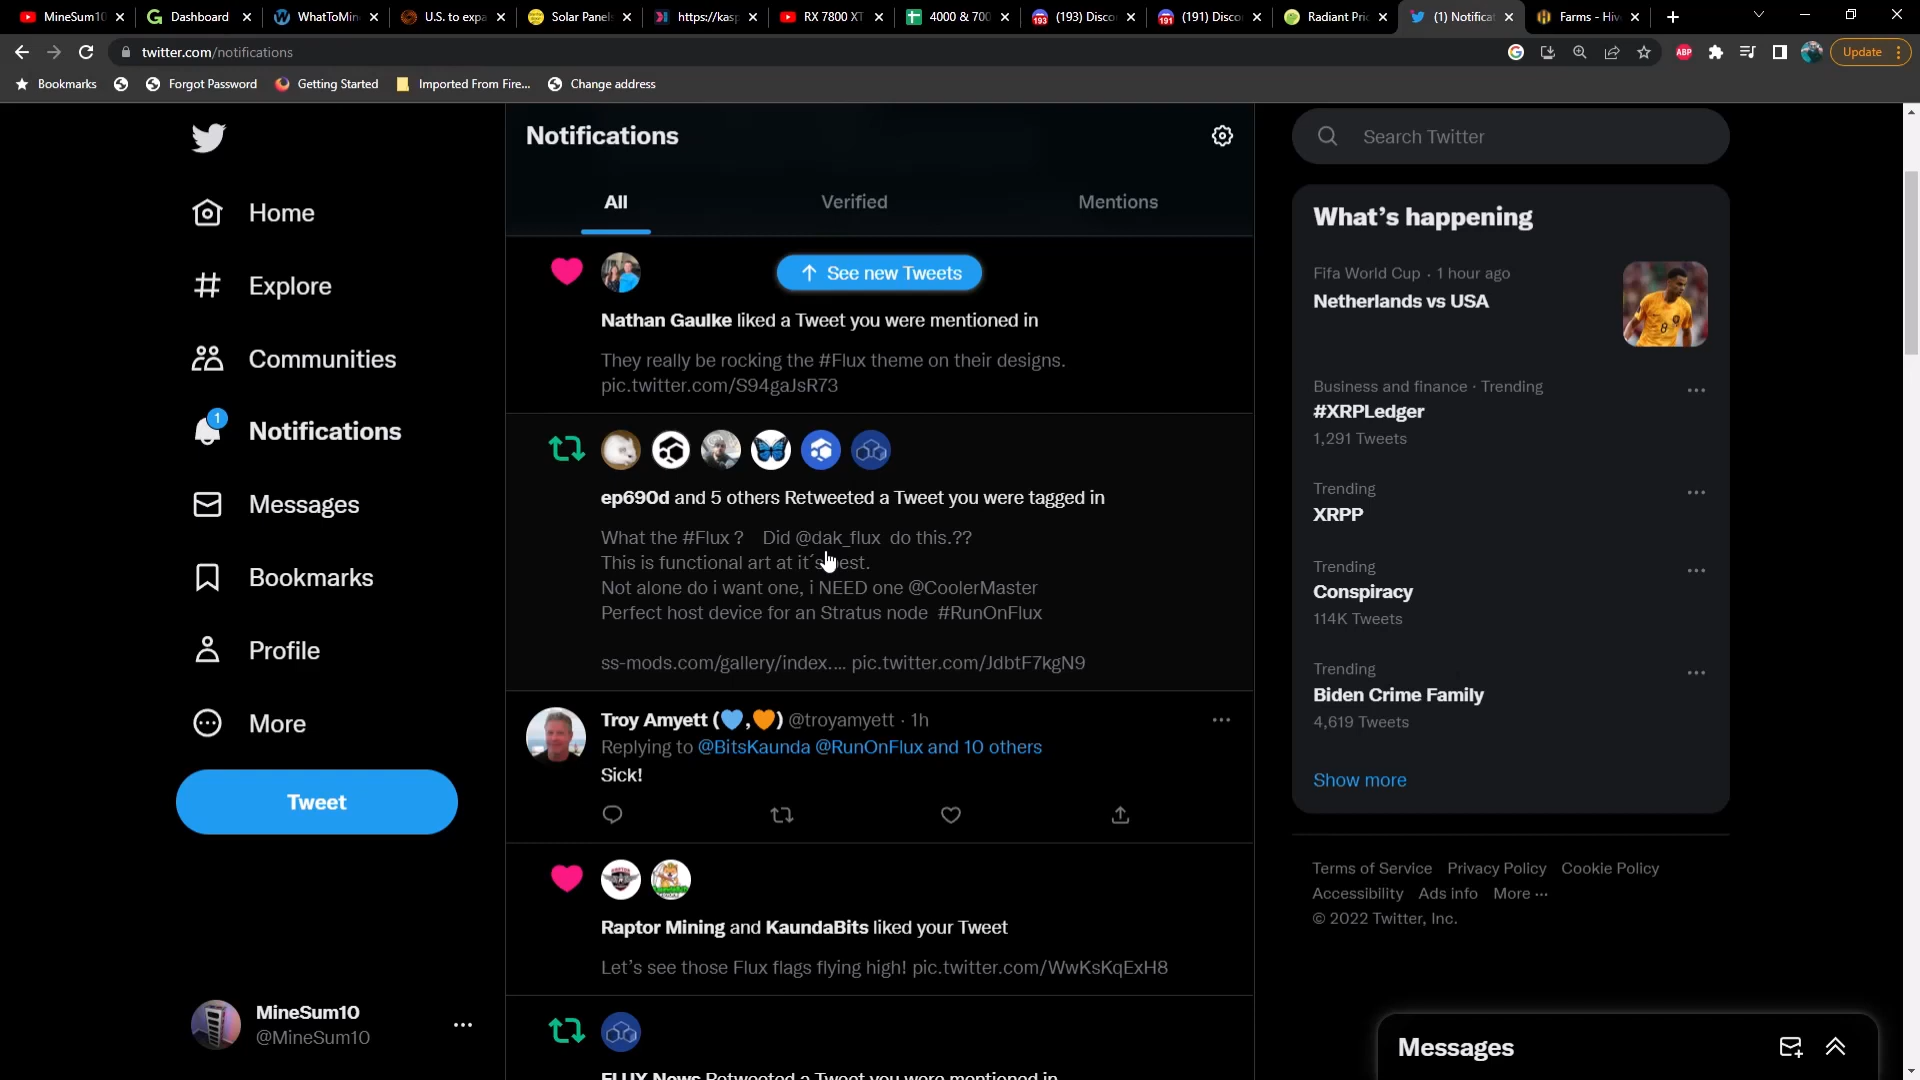 MineSum10
Dashboard
WhatToMin
U.S. to expa
Solar Panel
https://kasp
RX 7800 XT
4000 & 700
(193) Discor
(191) Discor
Radiant Pric
(1) Notificat
Farms - Hiv
twitter.com/notifications
ABP
Update
Bookmarks
Forgot Password
Getting Started
Imported From Fire...
Change address
Home
Explore
Communities
1
Notifications
Messages
Bookmarks
Profile
More
Tweet
MineSum10
@MineSum10
Notifications
All
Verified
Mentions
See new Tweets
Nathan Gaulke liked a Tweet you were mentioned in
They really be rocking the #Flux theme on their designs.
pic.twitter.com/S94gaJsR73
ep690d and 5 others Retweeted a Tweet you were tagged in
What the #Flux ? Did @dak_flux do this.??
This is functional art at it´s best.
Not alone do i want one, i NEED one @CoolerMaster
Perfect host device for an Stratus node #RunOnFlux
ss-mods.com/gallery/index.... pic.twitter.com/JdbtF7kgN9
Troy Amyett (🩵,🧡) @troyamyett · 1h
Replying to @BitsKaunda @RunOnFlux and 10 others
Sick!
Raptor Mining and KaundaBits liked your Tweet
Let's see those Flux flags flying high! pic.twitter.com/WwKsKqExH8
FLUX News Retweeted a Tweet you were mentioned in
Search Twitter
What's happening
Fifa World Cup · 1 hour ago
Netherlands vs USA
Business and finance · Trending
#XRPLedger
1,291 Tweets
Trending
XRPP
Trending
Conspiracy
114K Tweets
Trending
Biden Crime Family
4,619 Tweets
Show more
Terms of Service Privacy Policy Cookie Policy
Accessibility Ads info More ···
© 2022 Twitter, Inc.
Messages